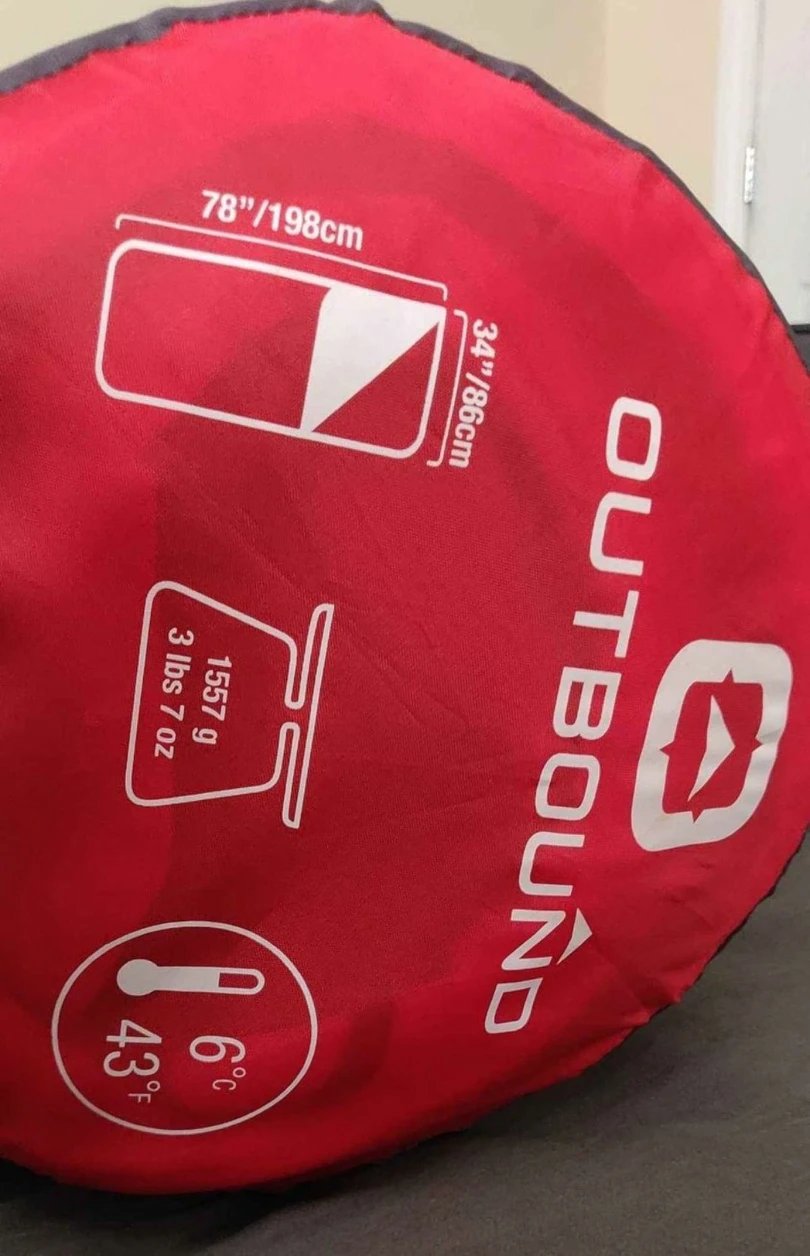 OUTBOUND
78"/198cm
34"/86cm
1557 g
3 lbs 7 oz
6°C
43°F